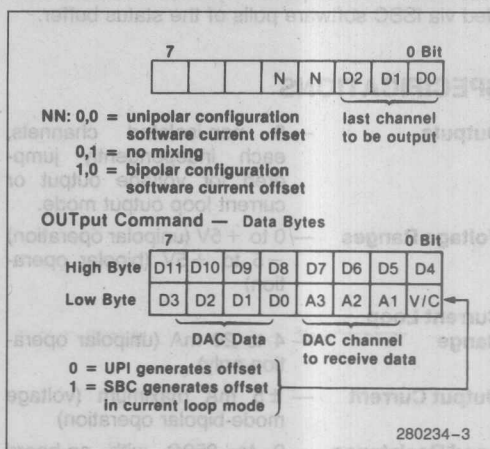 7 0 Bit
N N D2 D1 D0
NN: 0,0 = unipolar configuration
software current offset
last channel
to be output
0,1 = no mixing
1,0 = bipolar configuration
software current offset
OUTput Command — Data Bytes
7 0 Bit
High Byte D11 D10 D9 D8 D7 D6 D5 D4
Low Byte D3 D2 D1 D0 A3 A2 A1 V/C
DAC Data
DAC channel
to receive data
0 = UPI generates offset
1 = SBC generates offset
in current loop mode
280234-3